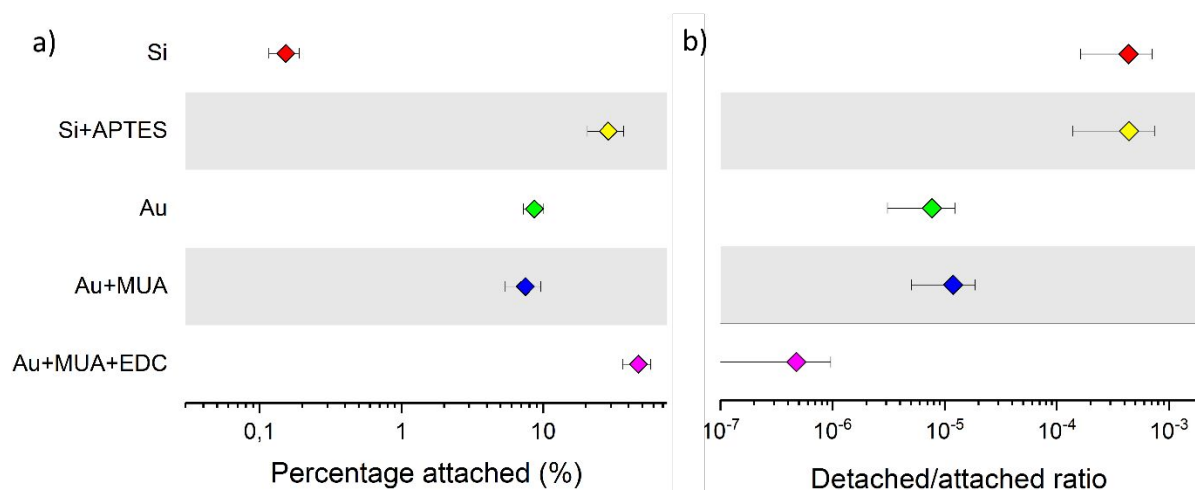 a)
Si
Si+APTES
Au
Au+MUA
Au+MUA+EDC
0,1 1 10
Percentage attached (%)
b)
10⁻⁷ 10⁻⁶ 10⁻⁵ 10⁻⁴ 10⁻³
Detached/attached ratio